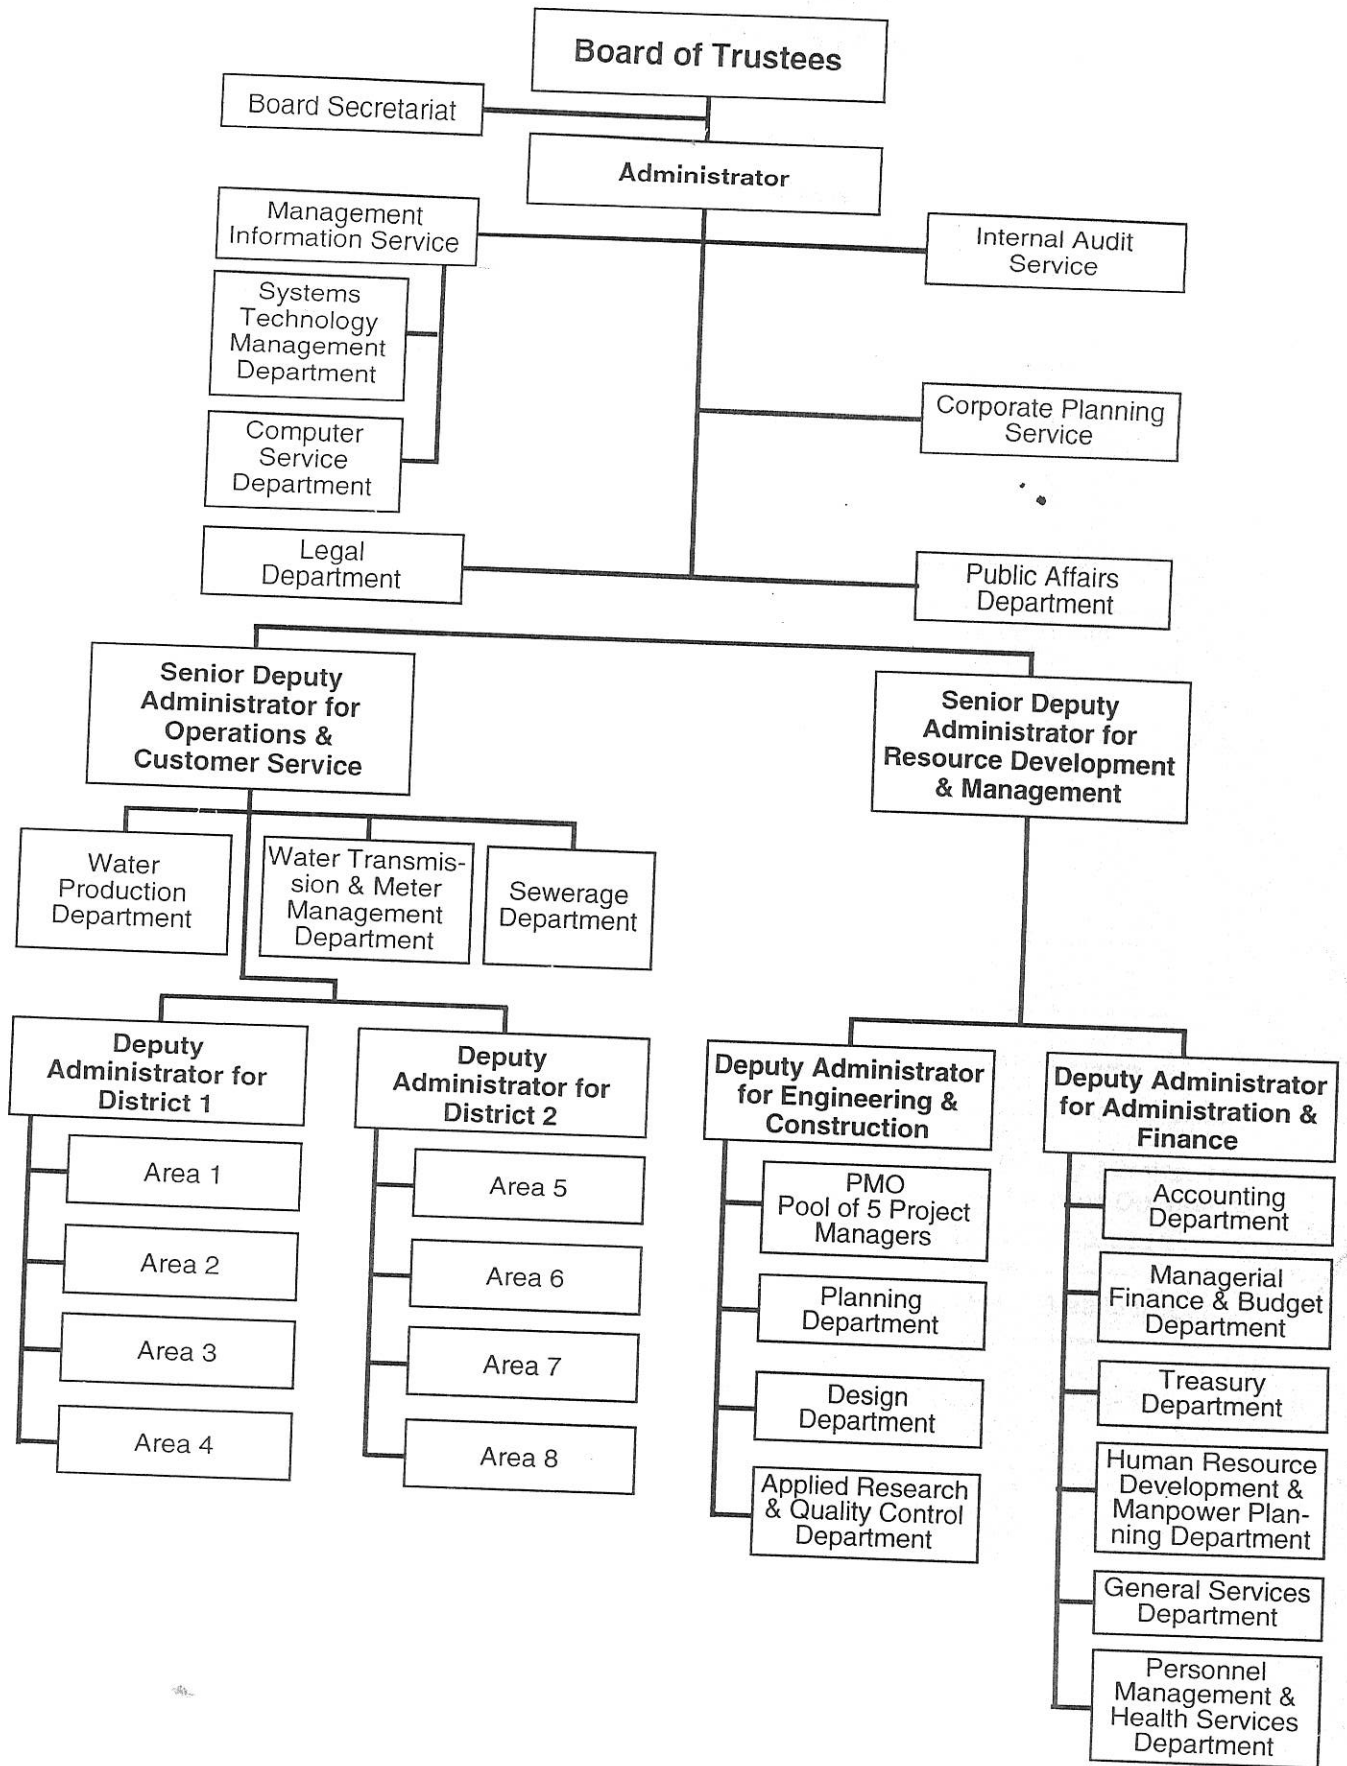 Board of Trustees
Board Secretariat
Administrator
Management
Information Service
Internal Audit
Service
Systems
Technology
Management
Department
Corporate Planning
Service
Computer
Service
Department
Legal
Department
Public Affairs
Department
Senior Deputy
Administrator for
Operations &
Customer Service
Senior Deputy
Administrator for
Resource Development
& Management
Water
Production
Department
Water Transmis-
sion & Meter
Management
Department
Sewerage
Department
Deputy
Administrator for
District 1
Deputy
Administrator for
District 2
Deputy Administrator
for Engineering &
Construction
Deputy Administrator
for Administration &
Finance
Area 1
Area 2
Area 3
Area 4
Area 5
Area 6
Area 7
Area 8
PMO
Pool of 5 Project
Managers
Planning
Department
Design
Department
Applied Research
& Quality Control
Department
Accounting
Department
Managerial
Finance & Budget
Department
Treasury
Department
Human Resource
Development &
Manpower Plan-
ning Department
General Services
Department
Personnel
Management &
Health Services
Department